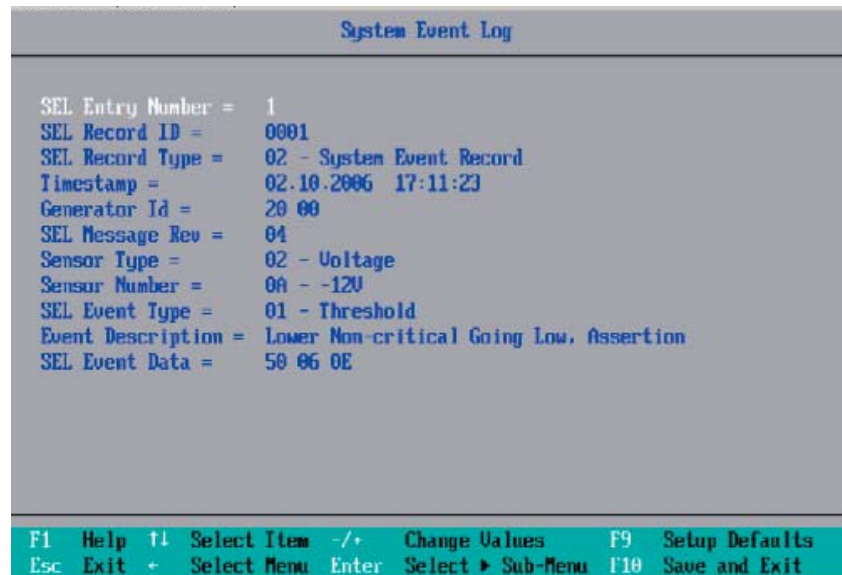 System Event Log
SEL Entry Number = 1
SEL Record ID = 0001
SEL Record Type = 02 - System Event Record
Timestamp = 02.10.2006 17:11:23
Generator Id = 20 00
SEL Message Rev = 04
Sensor Type = 02 - Voltage
Sensor Number = 0A - -12V
SEL Event Type = 01 - Threshold
Event Description = Lower Non-critical Going Low, Assertion
SEL Event Data = 50 06 0E
F1 Help ↑↓ Select Item -/+ Change Values F9 Setup Defaults
Esc Exit ← Select Menu Enter Select ▶ Sub-Menu F10 Save and Exit